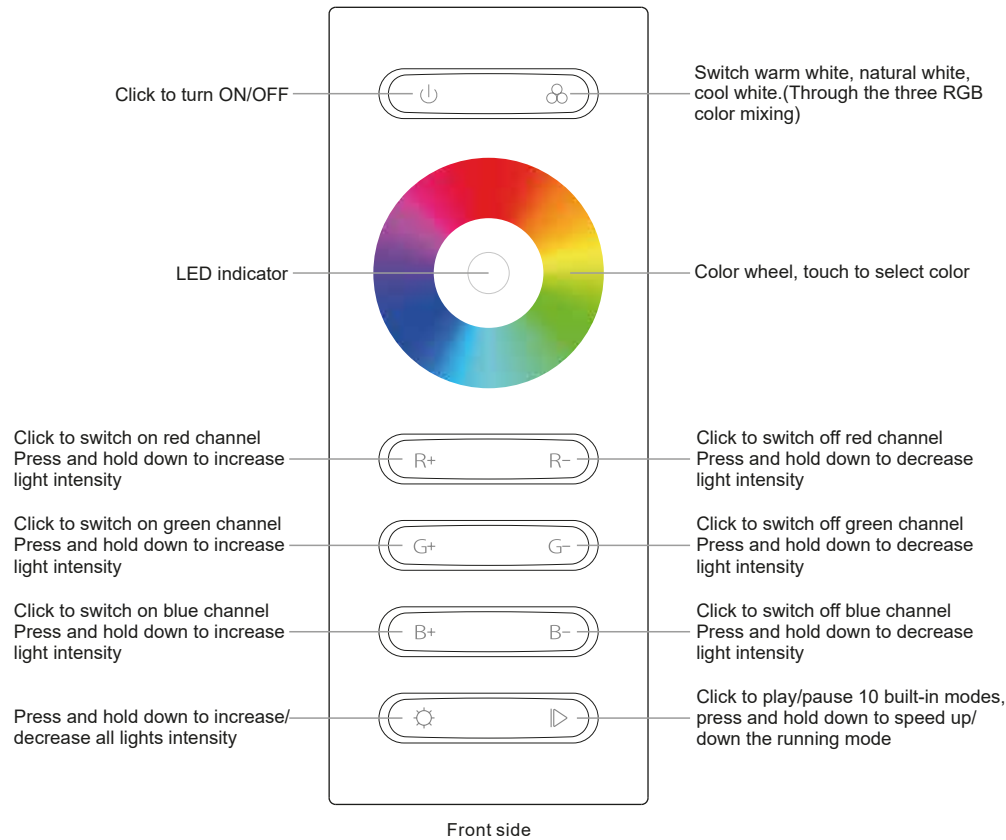 Click to turn ON/OFF
Switch warm white, natural white,
cool white.(Through the three RGB
color mixing)
LED indicator
Color wheel, touch to select color
Click to switch on red channel
Press and hold down to increase
light intensity
R+
R-
Click to switch off red channel
Press and hold down to decrease
light intensity
Click to switch on green channel
Press and hold down to increase
light intensity
G+
G-
Click to switch off green channel
Press and hold down to decrease
light intensity
Click to switch on blue channel
Press and hold down to increase
light intensity
B+
B-
Click to switch off blue channel
Press and hold down to decrease
light intensity
Press and hold down to increase/
decrease all lights intensity
Click to play/pause 10 built-in modes,
press and hold down to speed up/
down the running mode
Front side